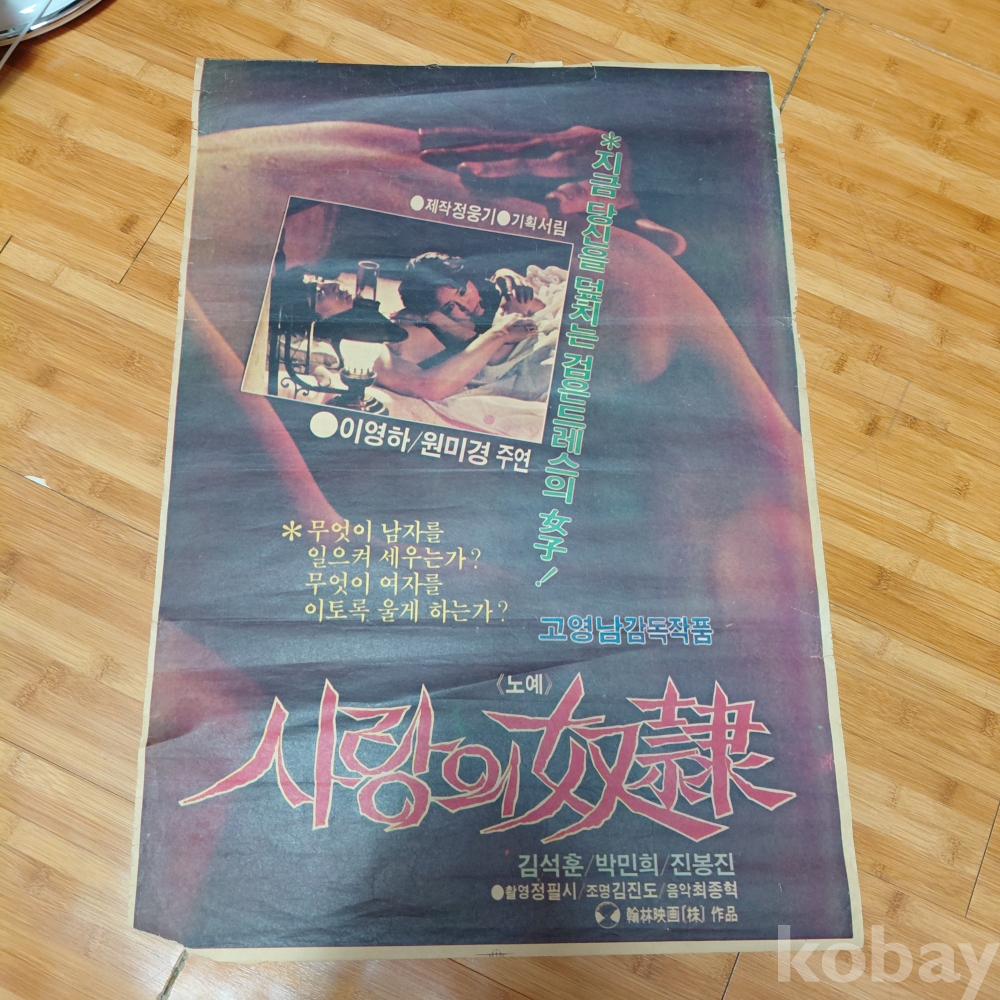 ●제작정웅기●기획서림
*지금 당신을 덮치는 검은드레스의 女子!
●이영하/원미경 주연
*무엇이 남자를
일으켜 세우는가?
무엇이 여자를
이토록 울게 하는가?
고영남감독작품
《노예》
사랑의奴隷
김석훈/박민희/진봉진
●촬영정필시/조명김진도/음악최종혁
翰林映画(株) 作品
kobay